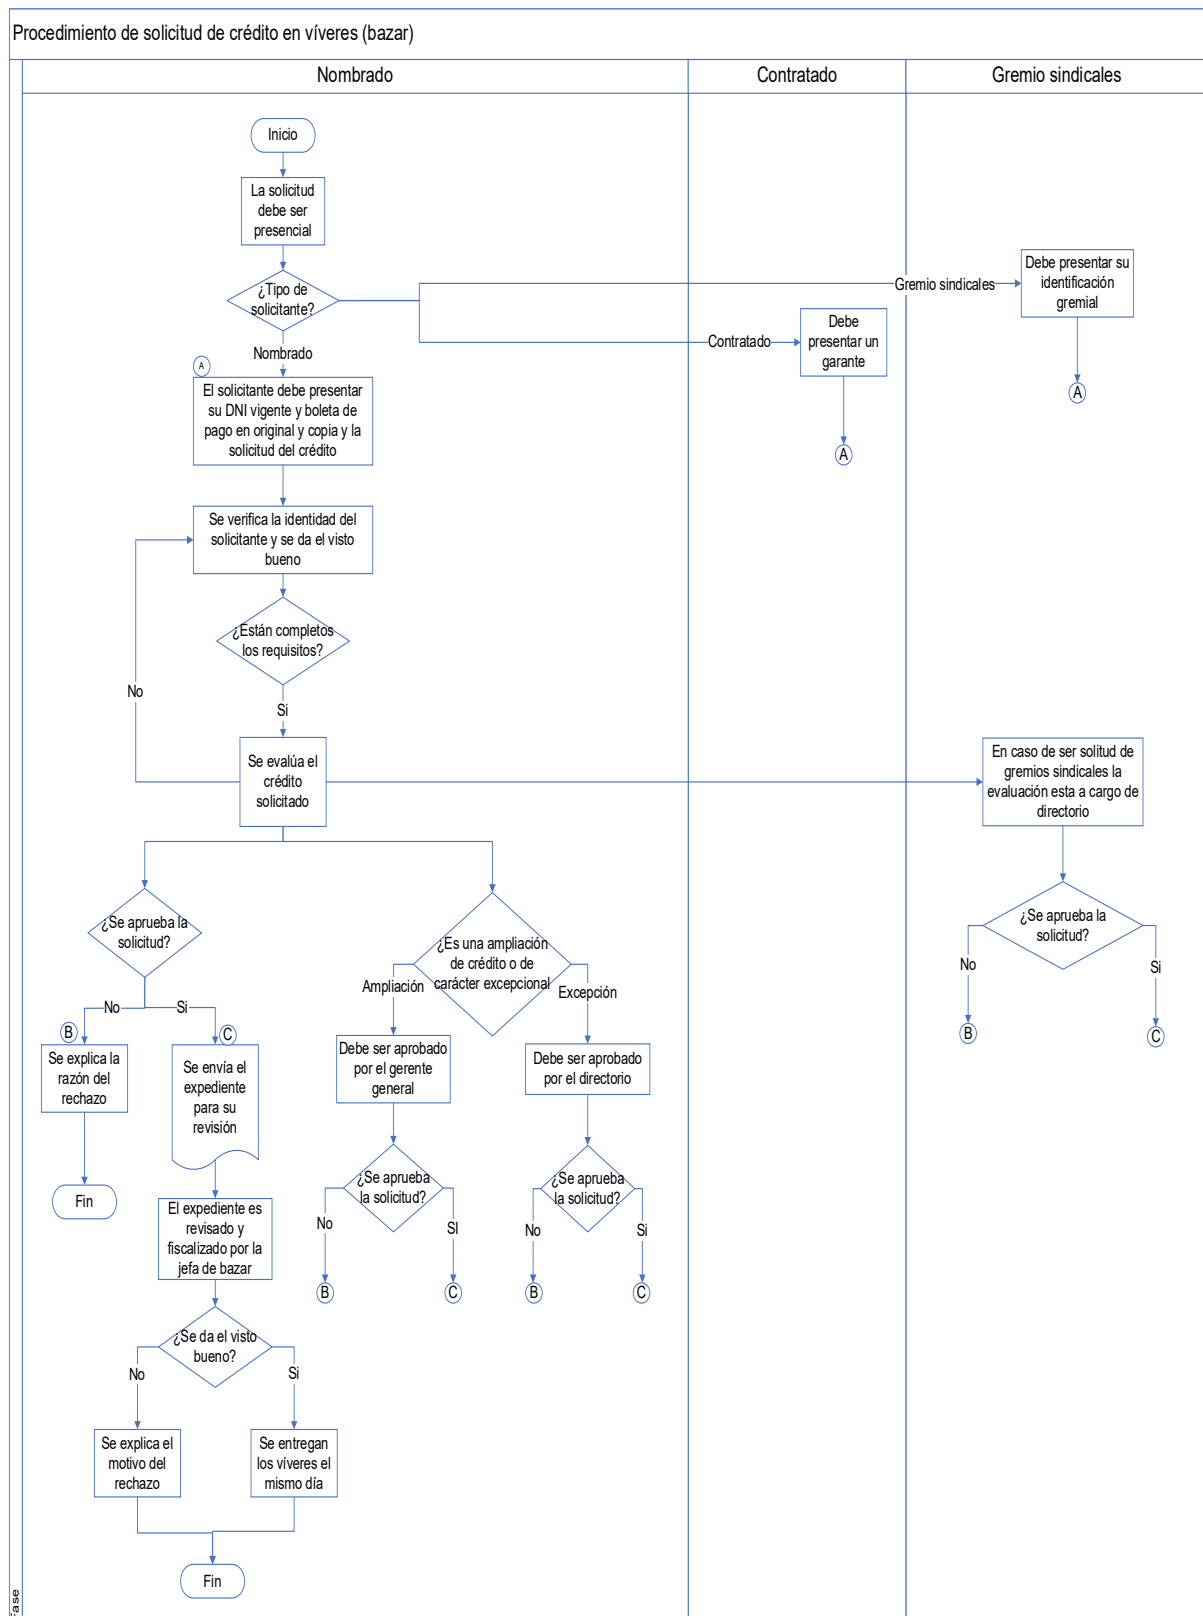 Procedimiento de solicitud de crédito en víveres (bazar)
Nombrado
Contratado
Gremio sindicales
Inicio
La solicitud
debe ser
presencial
¿Tipo de
solicitante?
Gremio sindicales
Debe presentar su
identificación
gremial
A
Contratado
Debe
presentar un
garante
A
Nombrado
A
El solicitante debe presentar
su DNI vigente y boleta de
pago en original y copia y la
solicitud del crédito
Se verifica la identidad del
solicitante y se da el visto
bueno
¿Están completos
los requisitos?
No
Si
Se evalúa el
crédito
solicitado
En caso de ser solitud de
gremios sindicales la
evaluación esta a cargo de
directorio
¿Se aprueba la
solicitud?
No
Si
B
C
¿Se aprueba la
solicitud?
No
Si
B
C
Se explica la
razón del
rechazo
Fin
Se envía el
expediente
para su
revisión
¿Es una ampliación
de crédito o de
carácter excepcional
Ampliación
Excepción
Debe ser aprobado
por el gerente
general
Debe ser aprobado
por el directorio
¿Se aprueba
la solicitud?
No
SI
B
C
¿Se aprueba
la solicitud?
No
Si
B
C
El expediente es
revisado y
fiscalizado por la
jefa de bazar
¿Se da el visto
bueno?
No
Si
Se explica el
motivo del
rechazo
Se entregan
los víveres el
mismo día
Fin
Fase